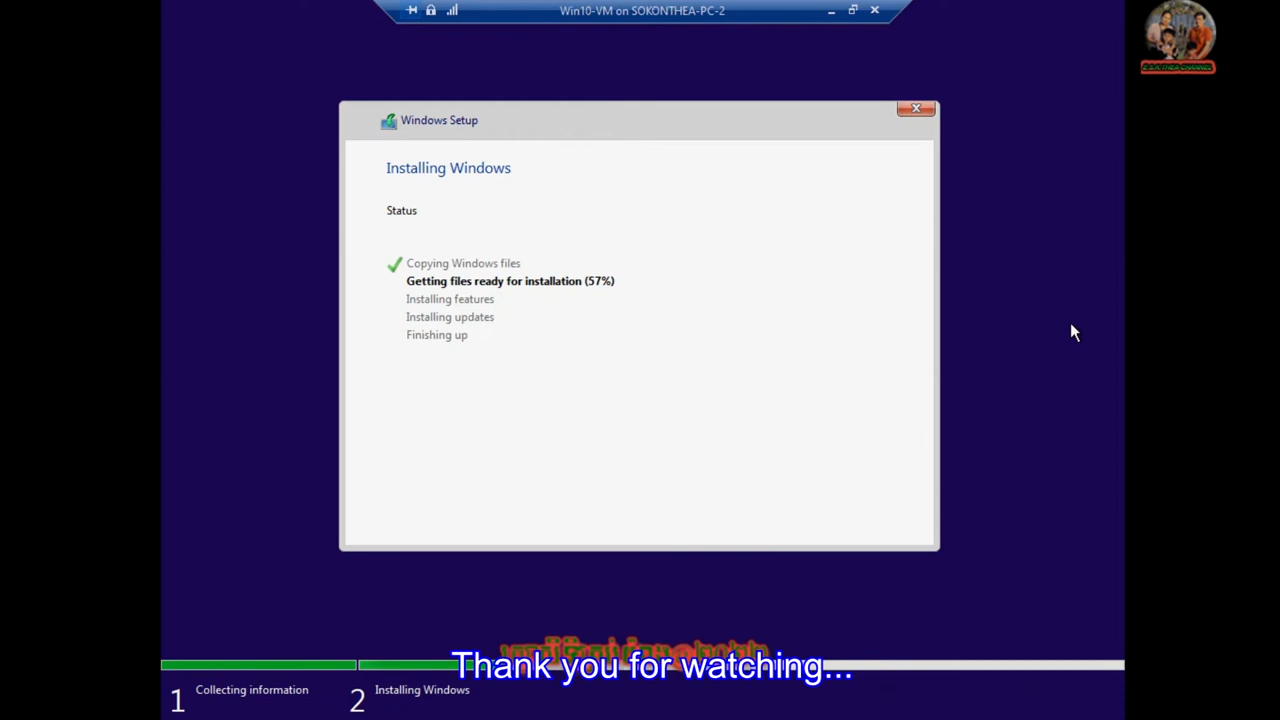 Win10-VM on SOKONTHEA-PC-2
Windows Setup
Installing Windows
Status
Copying Windows files
Getting files ready for installation (57%)
Installing features
Installing updates
Finishing up
Thank you for watching...
1 Collecting information
2 Installing Windows